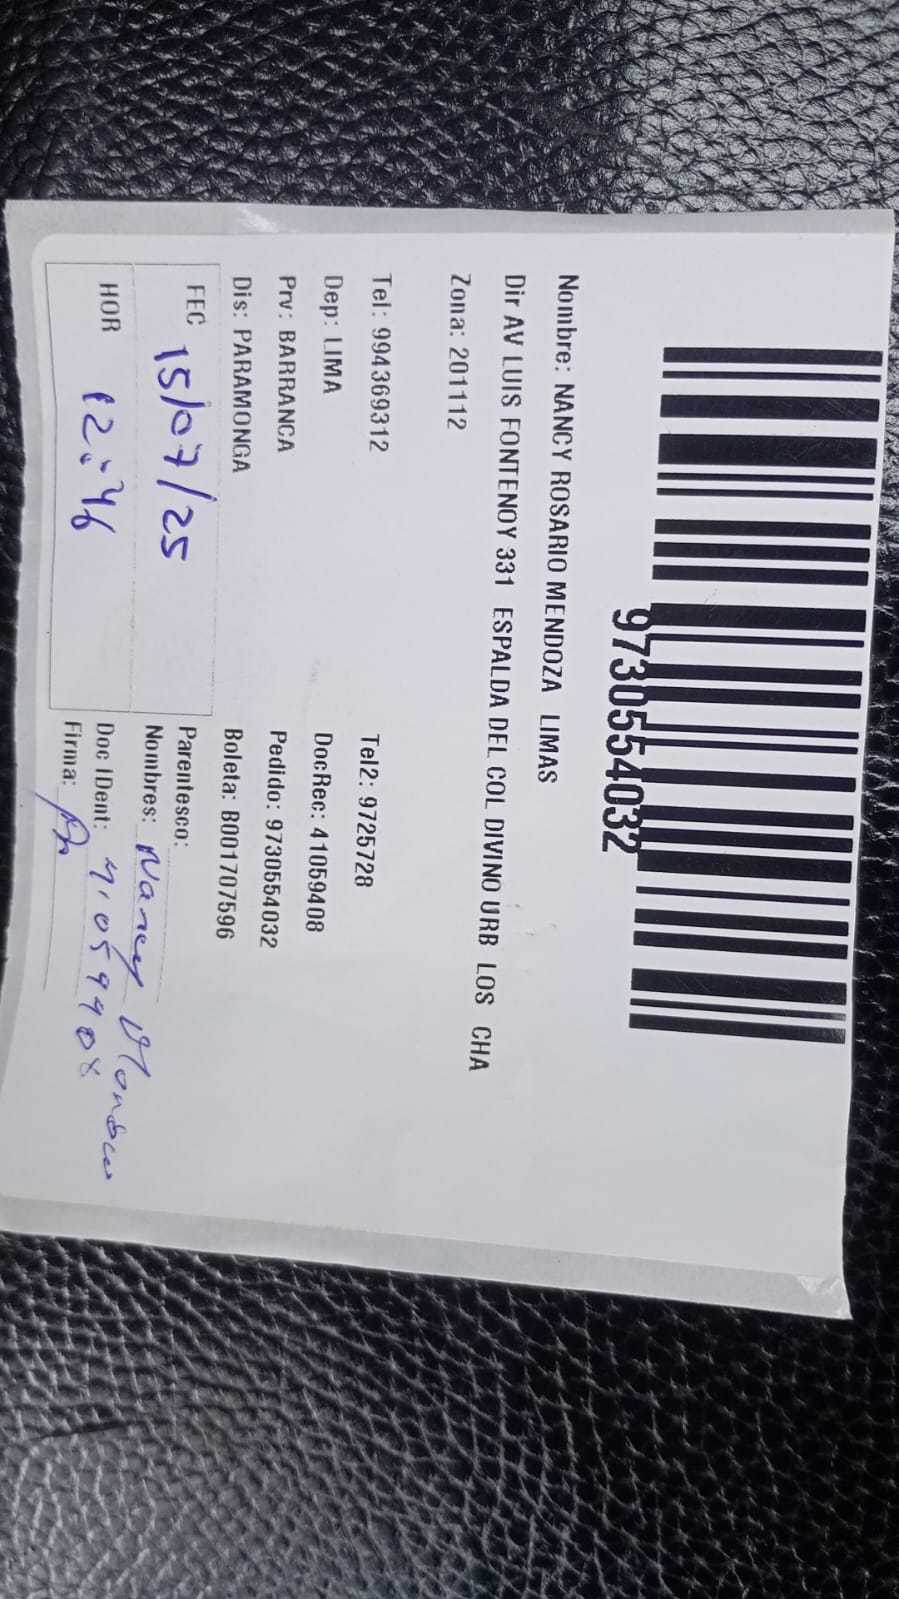 9730554032
Nombre: NANCY ROSARIO MENDOZA LIMAS
Dir AV LUIS FONTENOY 331 ESPALDA DEL COL DIVINO URB LOS CHA
Zona: 201112
Tel: 994369312 Tel2: 9725728
Dep: LIMA DocRec: 41059408
Prv: BARRANCA Pedido: 9730554032
Dis: PARAMONGA Boleta: B001707596
FEC 15/07/25
HOR 12:46
Parentesco:
Nombres: Nancy
Doc IDent: 41059408
Firma: